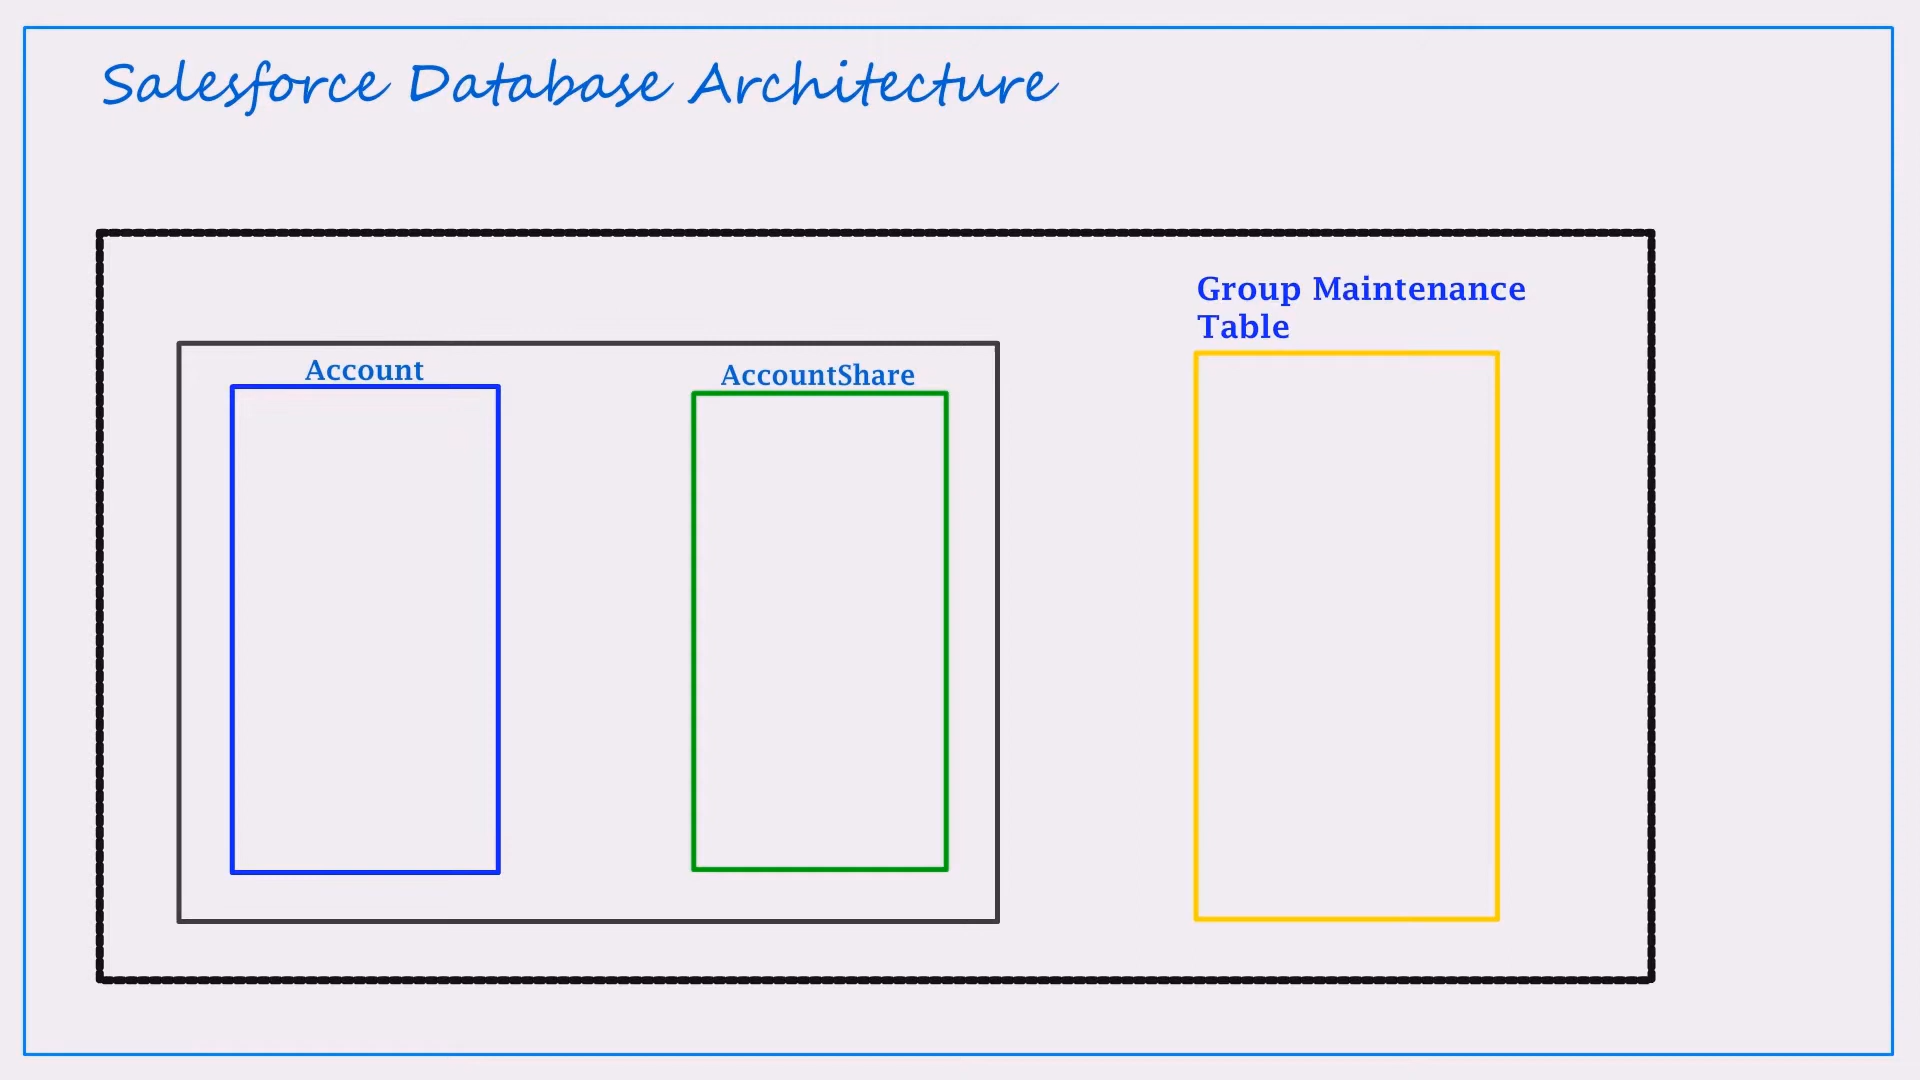 Salesforce Database Architecture
Group Maintenance
Table
Account
AccountShare